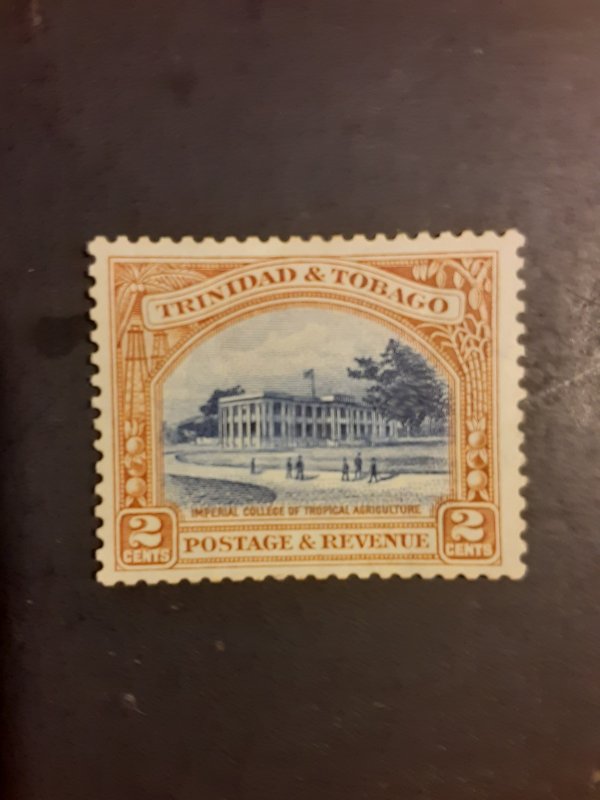 TRINIDAD & TOBAGO
IMPERIAL COLLEGE OF TROPICAL AGRICULTURE
2 CENTS
POSTAGE & REVENUE
2 CENTS